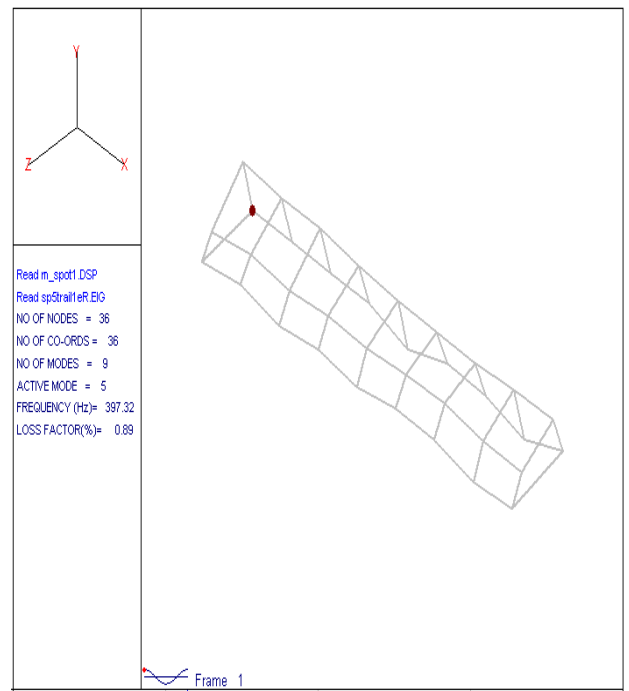 Y
Z
X
Read m_spot1.DSP
Read sp5trail1eR.EIG
NO OF NODES = 36
NO OF CO-ORDS = 36
NO OF MODES = 9
ACTIVE MODE = 5
FREQUENCY (Hz)= 397.32
LOSS FACTOR(%)= 0.89
Frame 1